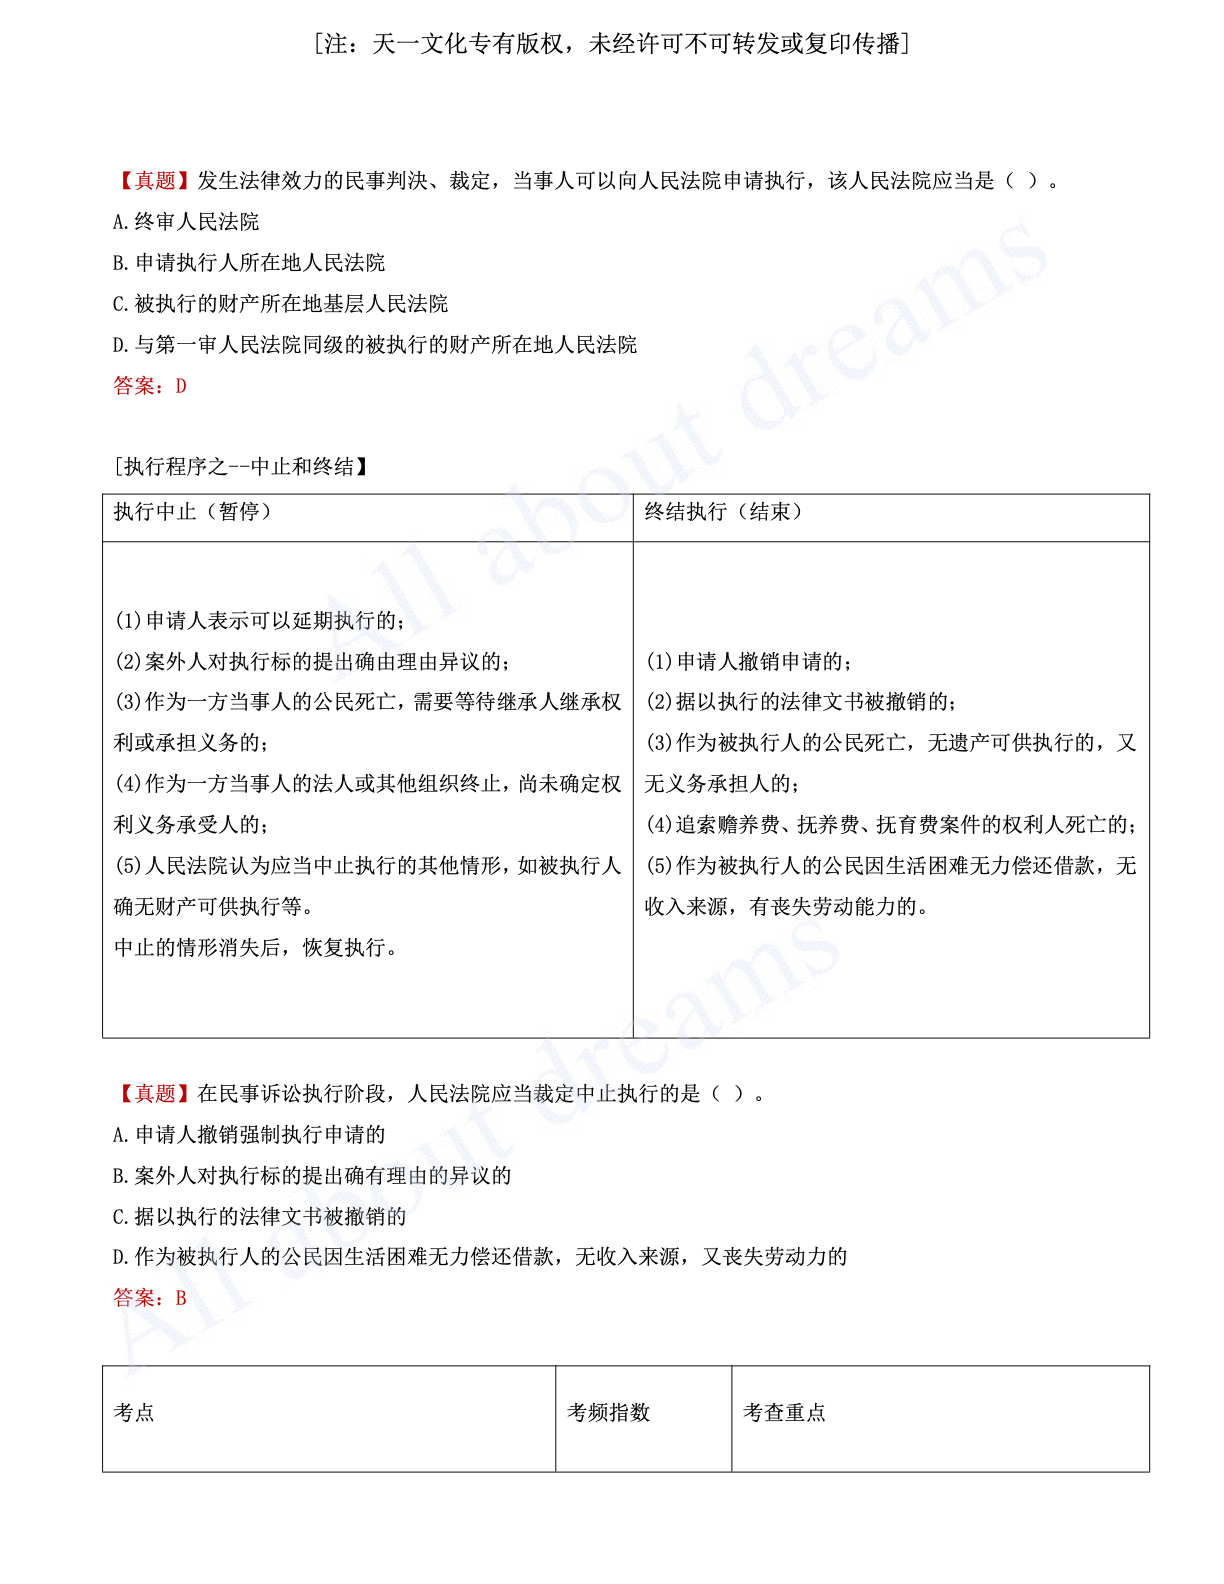 [注：天一文化专有版权，未经许可不可转发或复印传播]
【真题】发生法律效力的民事判决、裁定，当事人可以向人民法院申请执行，该人民法院应当是（ ）。
A.终审人民法院
B.申请执行人所在地人民法院
C.被执行的财产所在地基层人民法院
D.与第一审人民法院同级的被执行的财产所在地人民法院
答案：D
[执行程序之--中止和终结】
执行中止（暂停）
终结执行（结束）
(1)申请人表示可以延期执行的；
(2)案外人对执行标的提出确由理由异议的；
(3)作为一方当事人的公民死亡，需要等待继承人继承权
利或承担义务的；
(4)作为一方当事人的法人或其他组织终止，尚未确定权
利义务承受人的；
(5)人民法院认为应当中止执行的其他情形，如被执行人
确无财产可供执行等。
中止的情形消失后，恢复执行。
(1)申请人撤销申请的；
(2)据以执行的法律文书被撤销的；
(3)作为被执行人的公民死亡，无遗产可供执行的，又
无义务承担人的；
(4)追索赡养费、抚养费、抚育费案件的权利人死亡的；
(5)作为被执行人的公民因生活困难无力偿还借款，无
收入来源，有丧失劳动能力的。
【真题】在民事诉讼执行阶段，人民法院应当裁定中止执行的是（ ）。
A.申请人撤销强制执行申请的
B.案外人对执行标的提出确有理由的异议的
C.据以执行的法律文书被撤销的
D.作为被执行人的公民因生活困难无力偿还借款，无收入来源，又丧失劳动力的
答案：B
考点
考频指数
考查重点
All about dreams
All about dreams